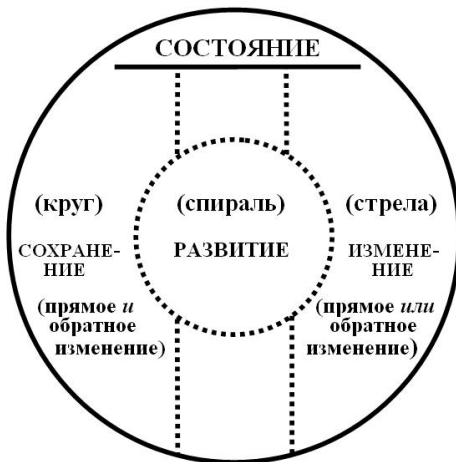 СОСТОЯНИЕ
(круг)
СОХРАНЕ-
НИЕ
(прямое и
обратное
изменение)
(спираль)
РАЗВИТИЕ
(стрела)
ИЗМЕНЕ-
НИЕ
(прямое или
обратное
изменение)